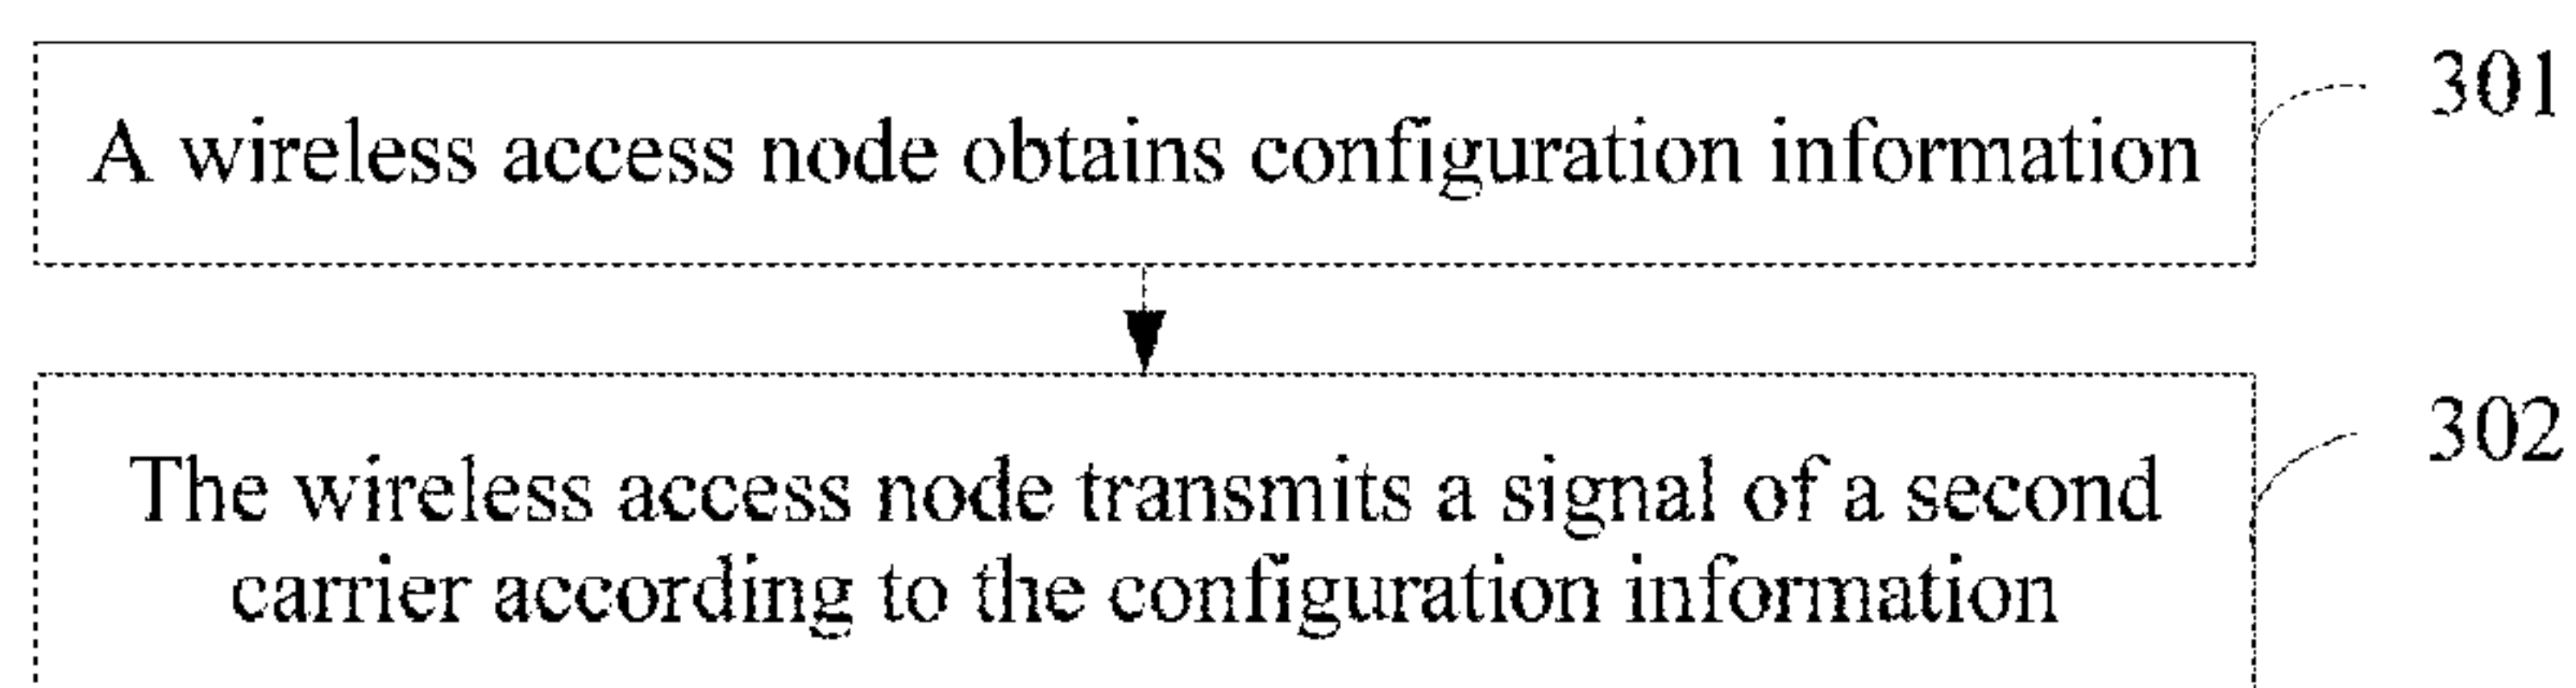 A wireless access node obtains configuration information
301
The wireless access node transmits a signal of a second
carrier according to the configuration information
302